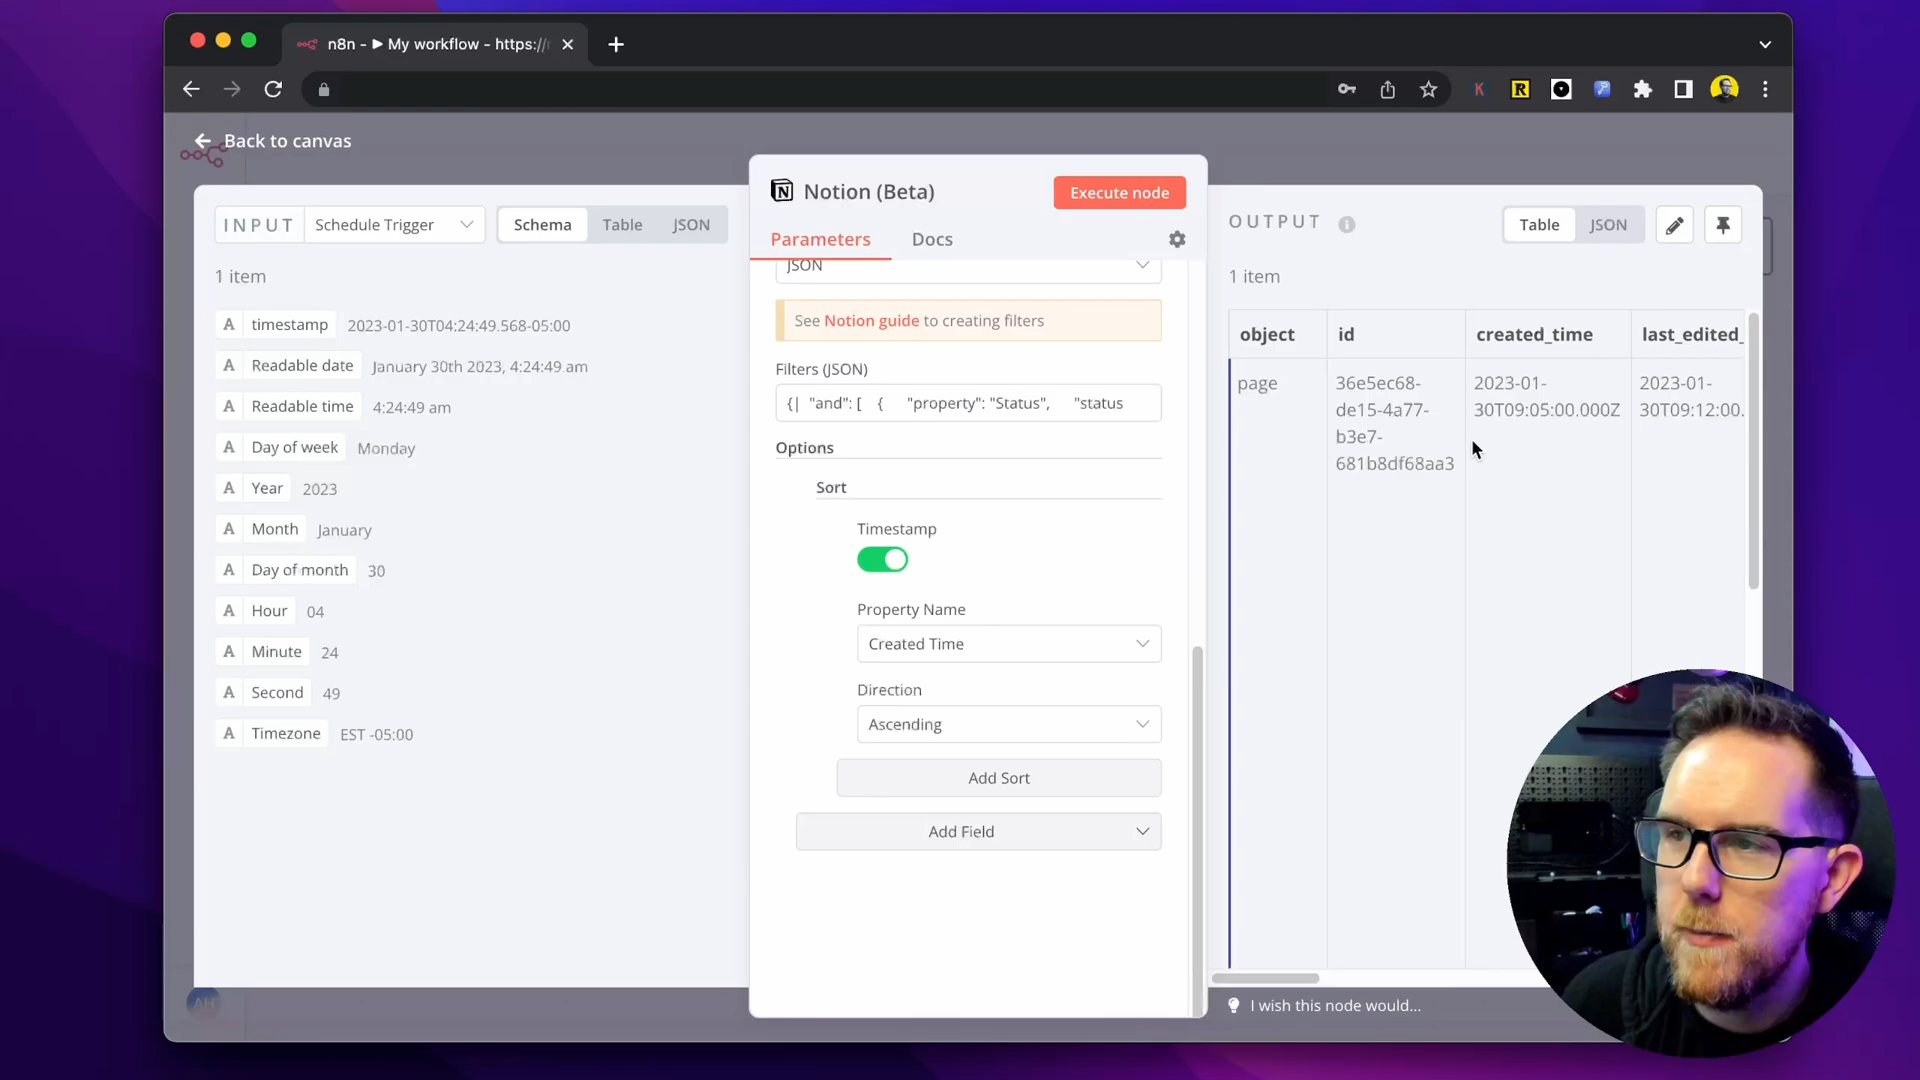 n8n - ▶ My workflow - https://
Back to canvas
Notion (Beta)
Execute node
Parameters
Docs
INPUT
Schedule Trigger
Schema
Table
JSON
1 item
A timestamp 2023-01-30T04:24:49.568-05:00
A Readable date January 30th 2023, 4:24:49 am
A Readable time 4:24:49 am
A Day of week Monday
A Year 2023
A Month January
A Day of month 30
A Hour 04
A Minute 24
A Second 49
A Timezone EST -05:00
JSON
See Notion guide to creating filters
Filters (JSON)
{| "and": [ { "property": "Status", "status
Options
Sort
Timestamp
Property Name
Created Time
Direction
Ascending
Add Sort
Add Field
OUTPUT
Table
JSON
1 item
object id created_time last_edited_
page
36e5ec68-
de15-4a77-
b3e7-
681b8df68aa3
2023-01-
30T09:05:00.000Z
2023-01-
30T09:12:00.
I wish this node would...
AH